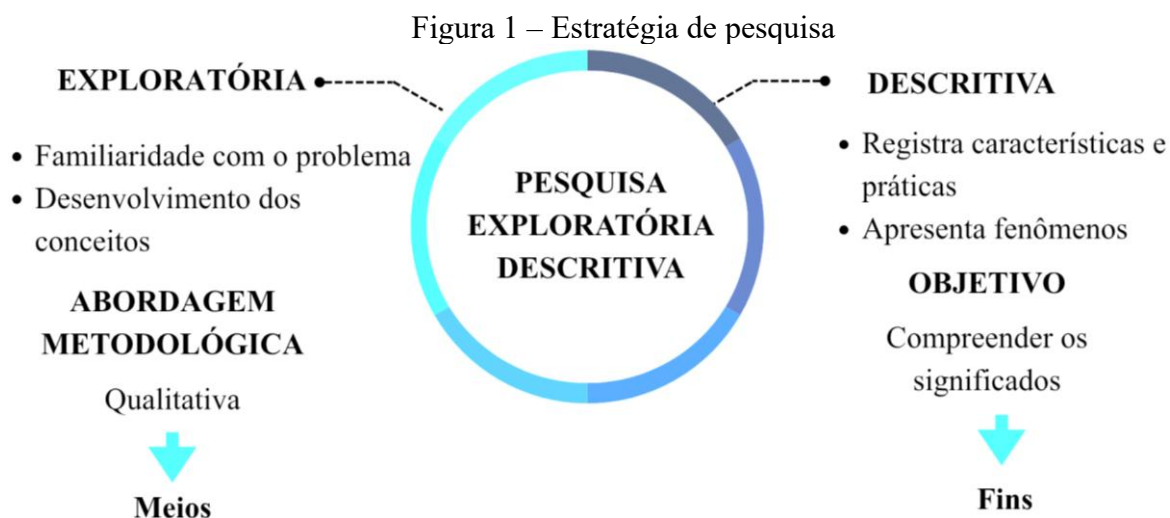 Figura 1 – Estratégia de pesquisa
EXPLORATÓRIA
• Familiaridade com o problema
• Desenvolvimento dos
conceitos
ABORDAGEM
METODOLÓGICA
Qualitativa
Meios
PESQUISA
EXPLORATÓRIA
DESCRITIVA
DESCRITIVA
• Registra características e
práticas
• Apresenta fenômenos
OBJETIVO
Compreender os
significados
Fins